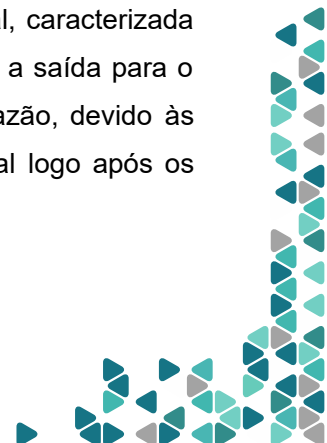 l, caracterizada
a saída para o
azão, devido às
al logo após os